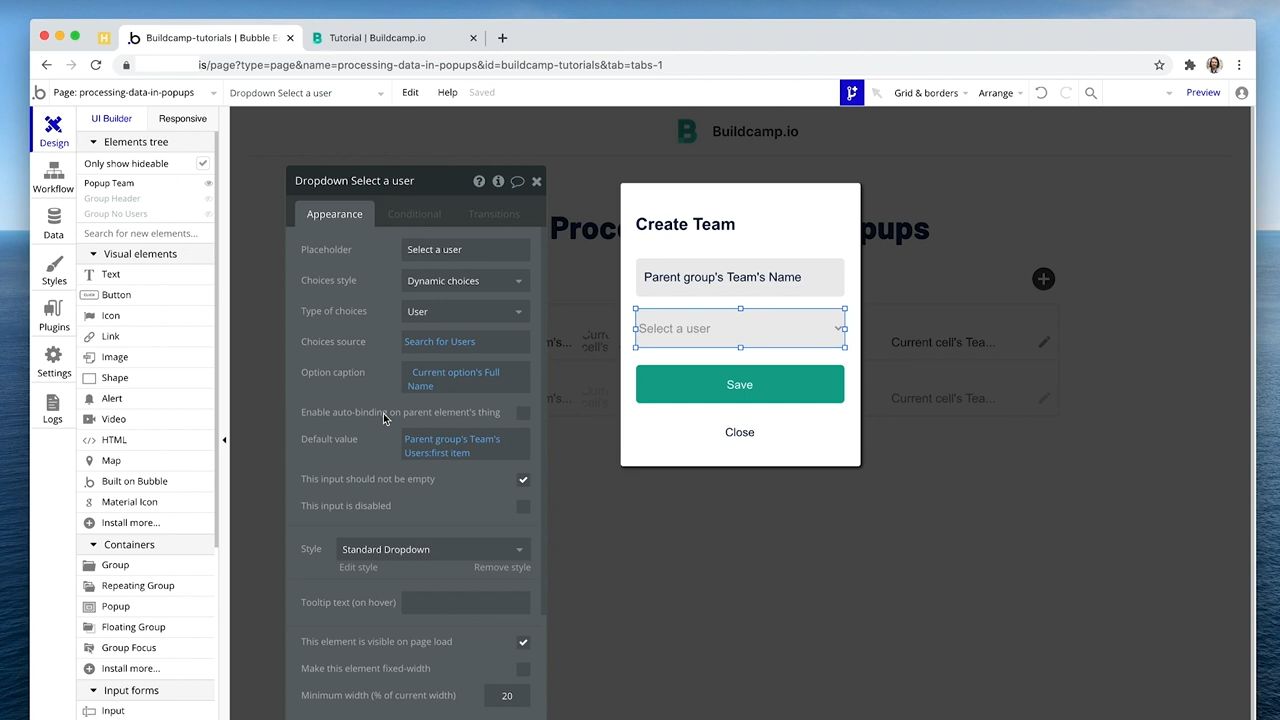 Buildcamp-tutorials | Bubble E
Tutorial | Buildcamp.io
is/page?type=page&name=processing-data-in-popups&id=buildcamp-tutorials&tab=tabs-1
Page: processing-data-in-popups
Dropdown Select a user
Edit
Help
Saved
Grid & borders
Arrange
Preview
Design
Workflow
Data
Styles
Plugins
Settings
Logs
UI Builder
Responsive
Elements tree
Only show hideable
Popup Team
Group Header
Group No Users
Search for new elements...
Visual elements
Text
Button
Icon
Link
Image
Shape
Alert
Video
HTML
Map
Built on Bubble
Material Icon
Install more...
Containers
Group
Repeating Group
Popup
Floating Group
Group Focus
Install more...
Input forms
Input
Dropdown Select a user
Appearance
Conditional
Transitions
Placeholder
Select a user
Choices style
Dynamic choices
Type of choices
User
Choices source
Search for Users
Option caption
Current option's Full
Name
Enable auto-binding on parent element's thing
Default value
Parent group's Team's
Users:first item
This input should not be empty
This input is disabled
Style
Standard Dropdown
Edit style
Remove style
Tooltip text (on hover)
This element is visible on page load
Make this element fixed-width
Minimum width (% of current width)
20
Buildcamp.io
Proc
opups
Create Team
Parent group's Team's Name
Select a user
Save
Close
m's...
Current
cell's
Current cell's Tea...
Current
cell's
Current cell's Tea...